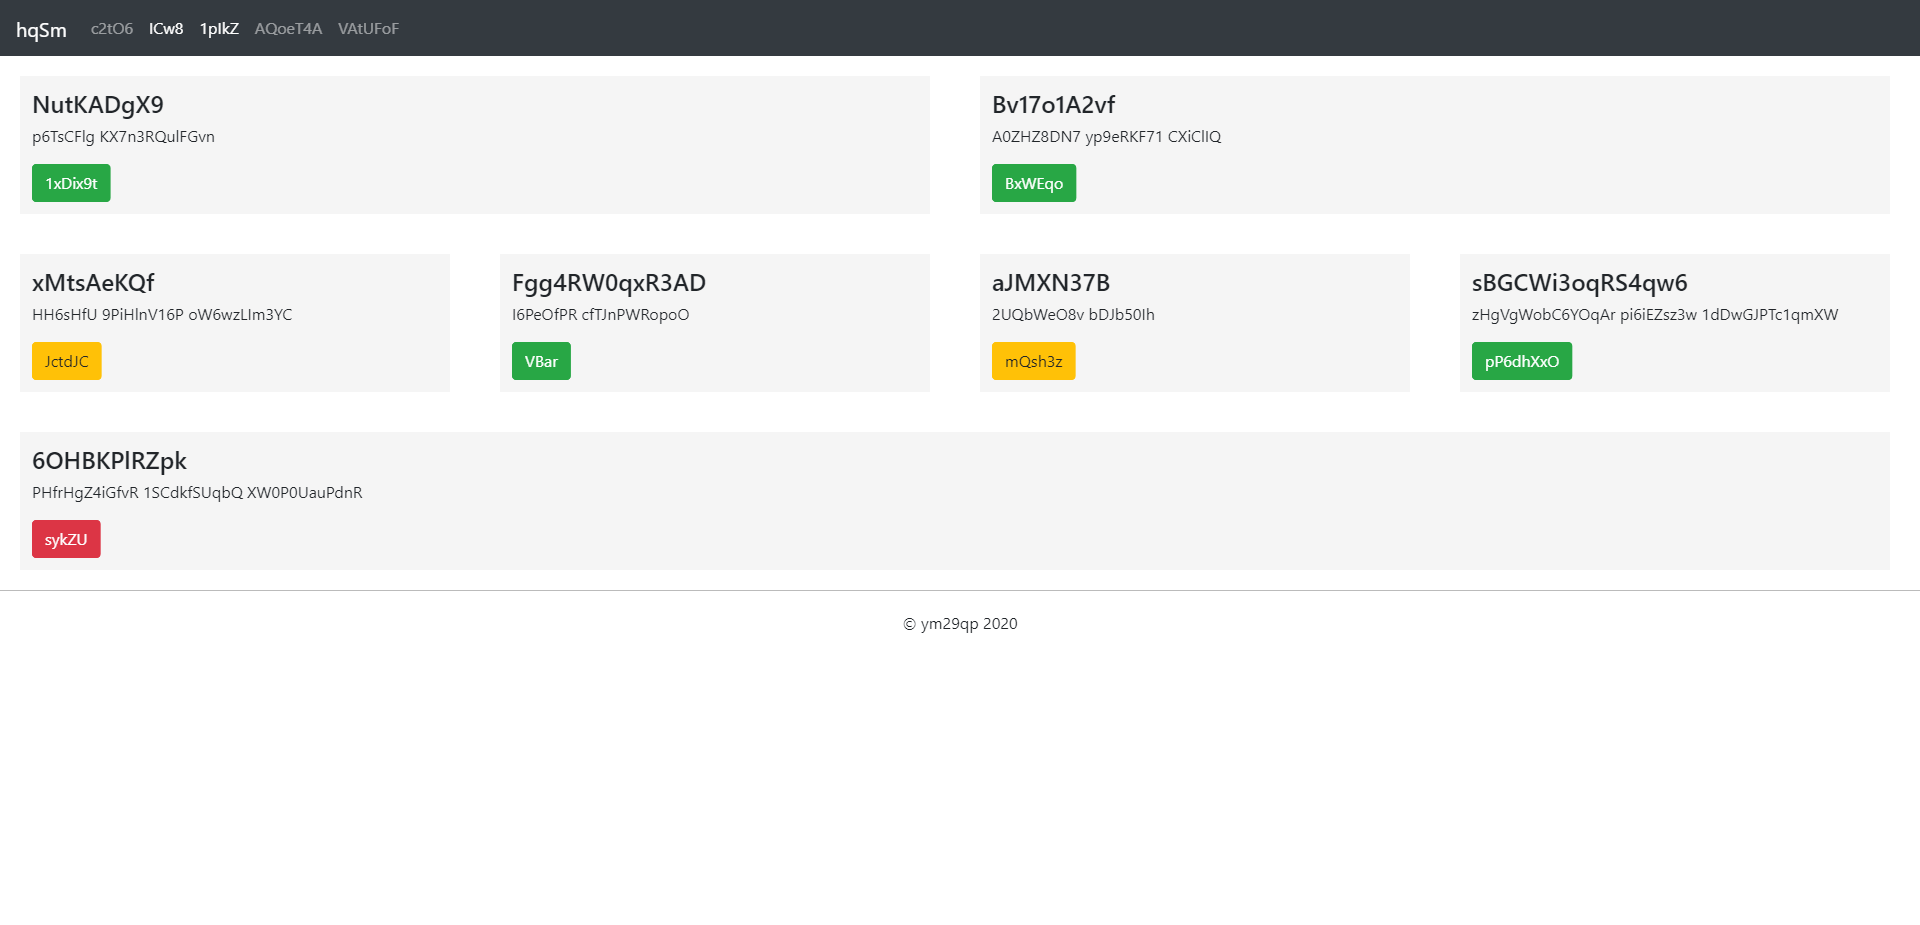 hqSm c2tO6 ICw8 1pIkZ AQoeT4A VAtUFoF
NutKADgX9
p6TsCFlg KX7n3RQulFGvn
1xDix9t
Bv17o1A2vf
A0ZHZ8DN7 yp9eRKF71 CXiClIQ
BxWEqo
xMtsAeKQf
HH6sHfU 9PiHlnV16P oW6wzLIm3YC
JctdJC
Fgg4RW0qxR3AD
I6PeOfPR cfTJnPWRopoO
VBar
aJMXN37B
2UQbWeO8v bDJb50Ih
mQsh3z
sBGCWi3oqRS4qw6
zHgVgWobC6YOqAr pi6iEZsz3w 1dDwGJPTc1qmXW
pP6dhXxO
6OHBKPlRZpk
PHfrHgZ4iGfvR 1SCdkfSUqbQ XW0P0UauPdnR
sykZU
© ym29qp 2020